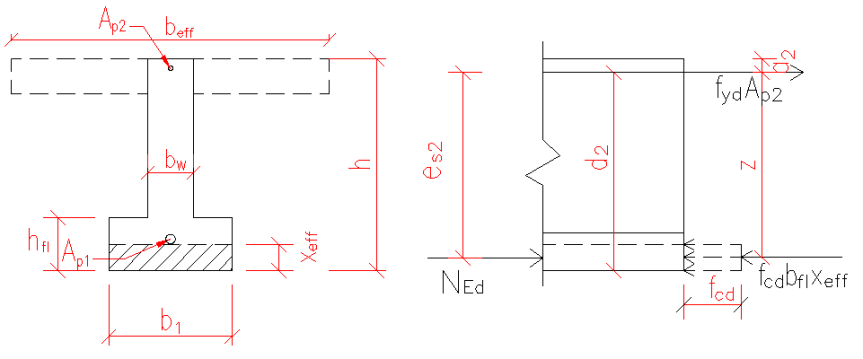 Ap2
beff
bw
h
hfl
Ap1
xeff
b1
a2
fydAp2
es2
d2
z
NEd
fcd
fcdbflxeff